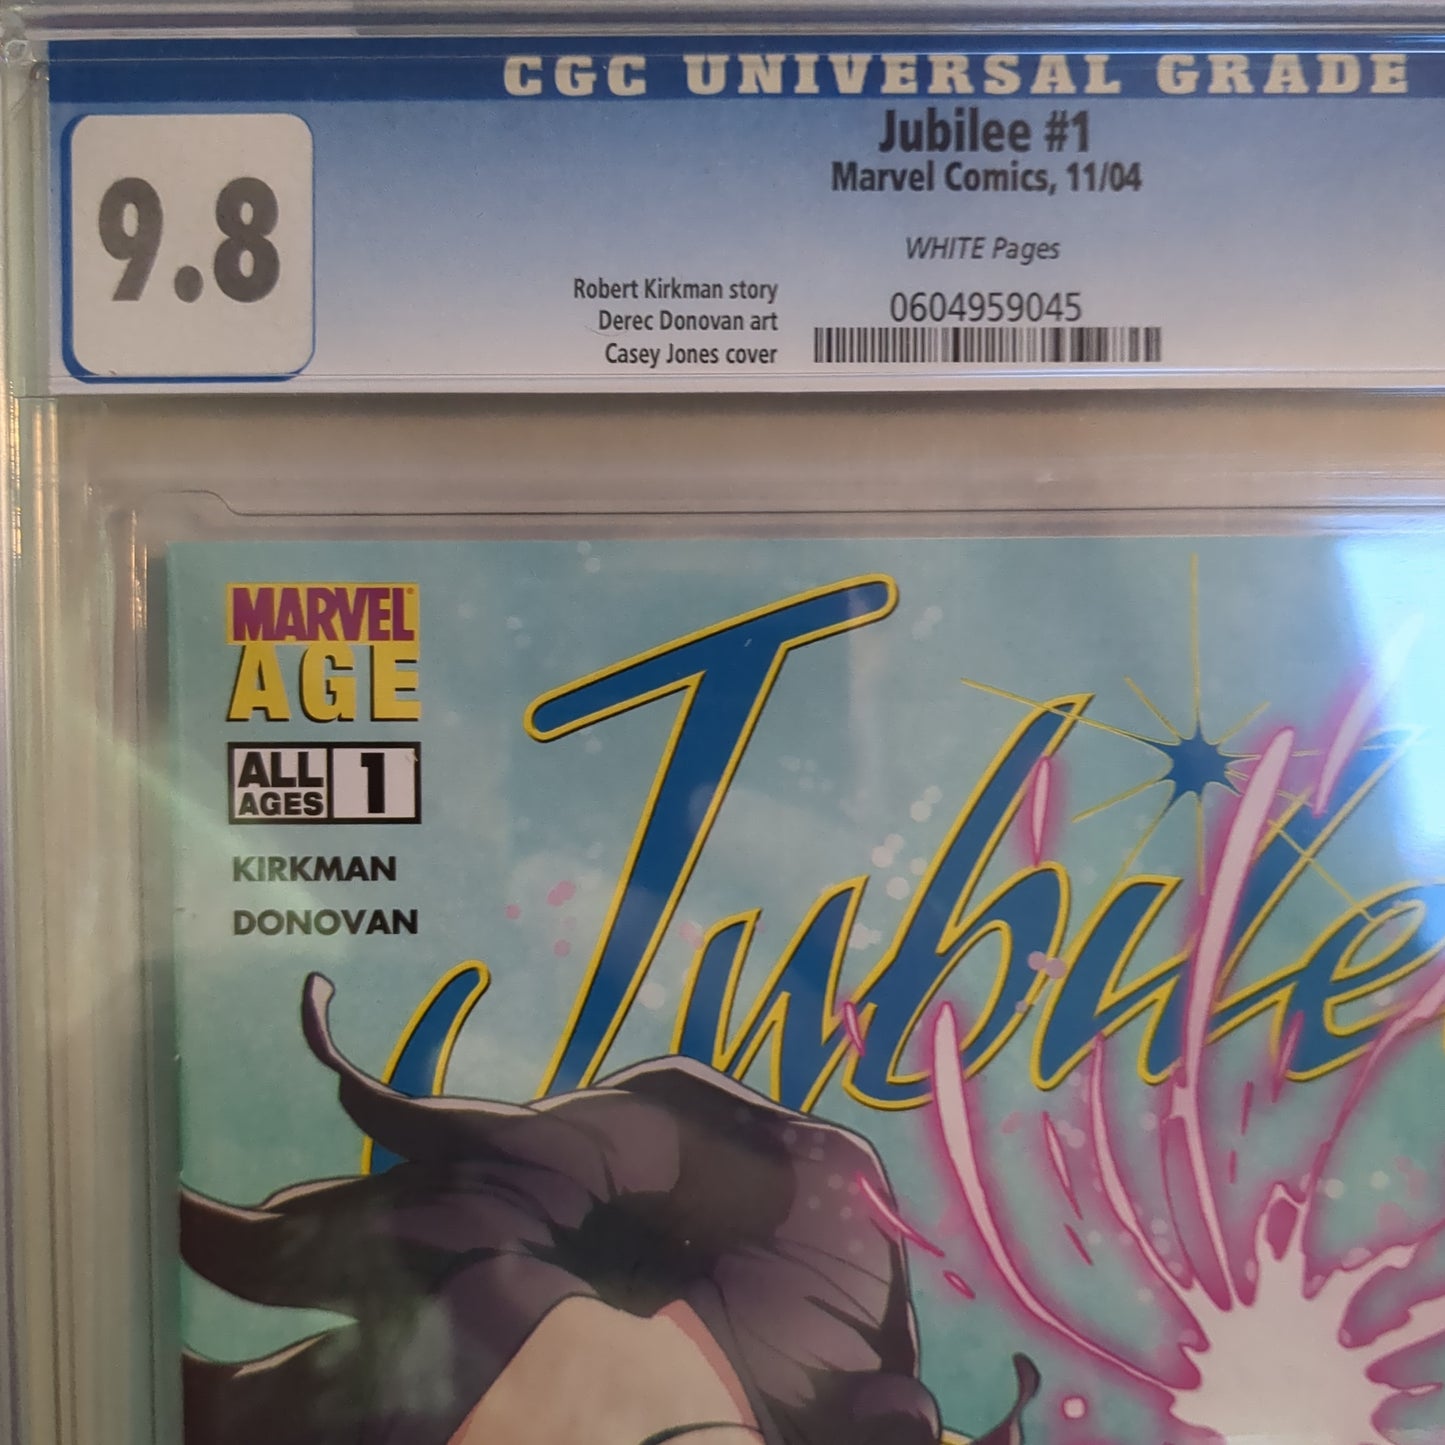 CGC UNIVERSAL GRADE
9.8
Jubilee #1
Marvel Comics, 11/04
WHITE Pages
Robert Kirkman story
Derec Donovan art
Casey Jones cover
0604959045
MARVEL
AGE
ALL AGES 1
KIRKMAN
DONOVAN
Jubile